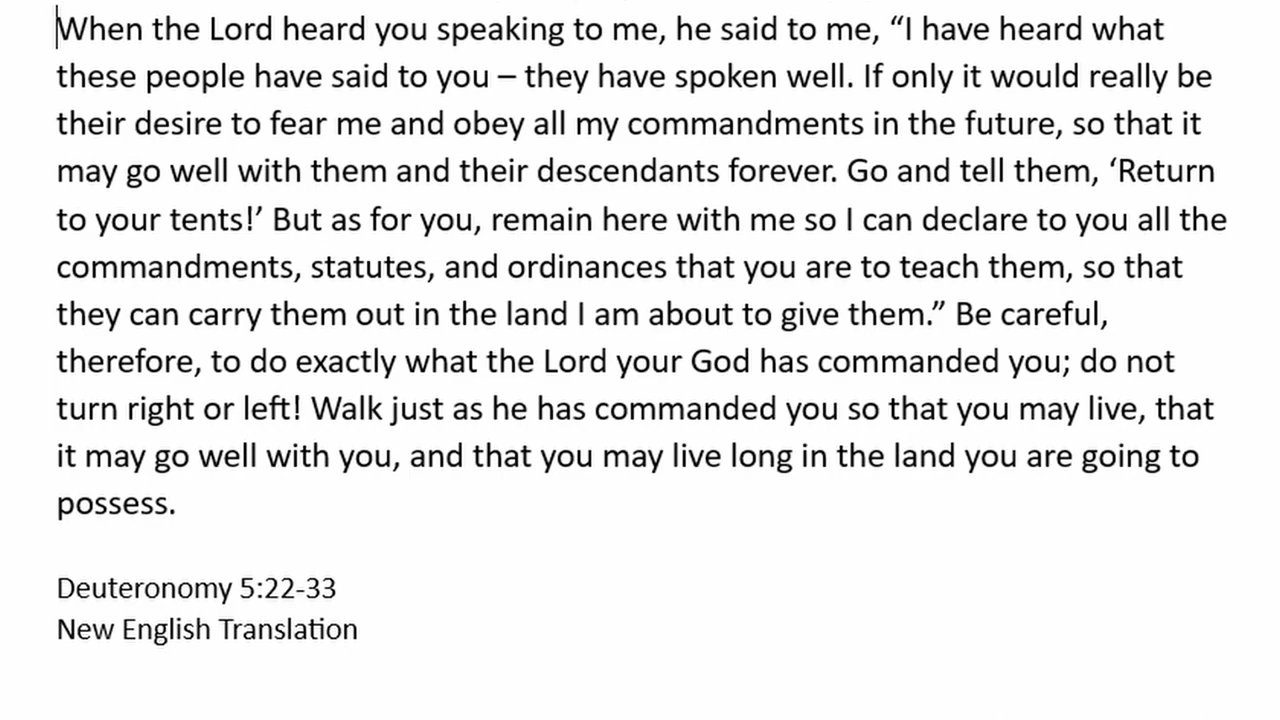 When the Lord heard you speaking to me, he said to me, “I have heard what
these people have said to you – they have spoken well. If only it would really be
their desire to fear me and obey all my commandments in the future, so that it
may go well with them and their descendants forever. Go and tell them, ‘Return
to your tents!’ But as for you, remain here with me so I can declare to you all the
commandments, statutes, and ordinances that you are to teach them, so that
they can carry them out in the land I am about to give them.” Be careful,
therefore, to do exactly what the Lord your God has commanded you; do not
turn right or left! Walk just as he has commanded you so that you may live, that
it may go well with you, and that you may live long in the land you are going to
possess.
Deuteronomy 5:22-33
New English Translation